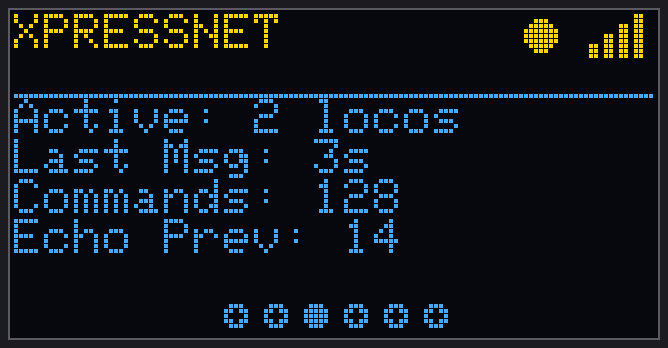 XPRESSNET
Active: 2 locos
Last Msg: 3s
Commands: 128
Echo Prev: 14